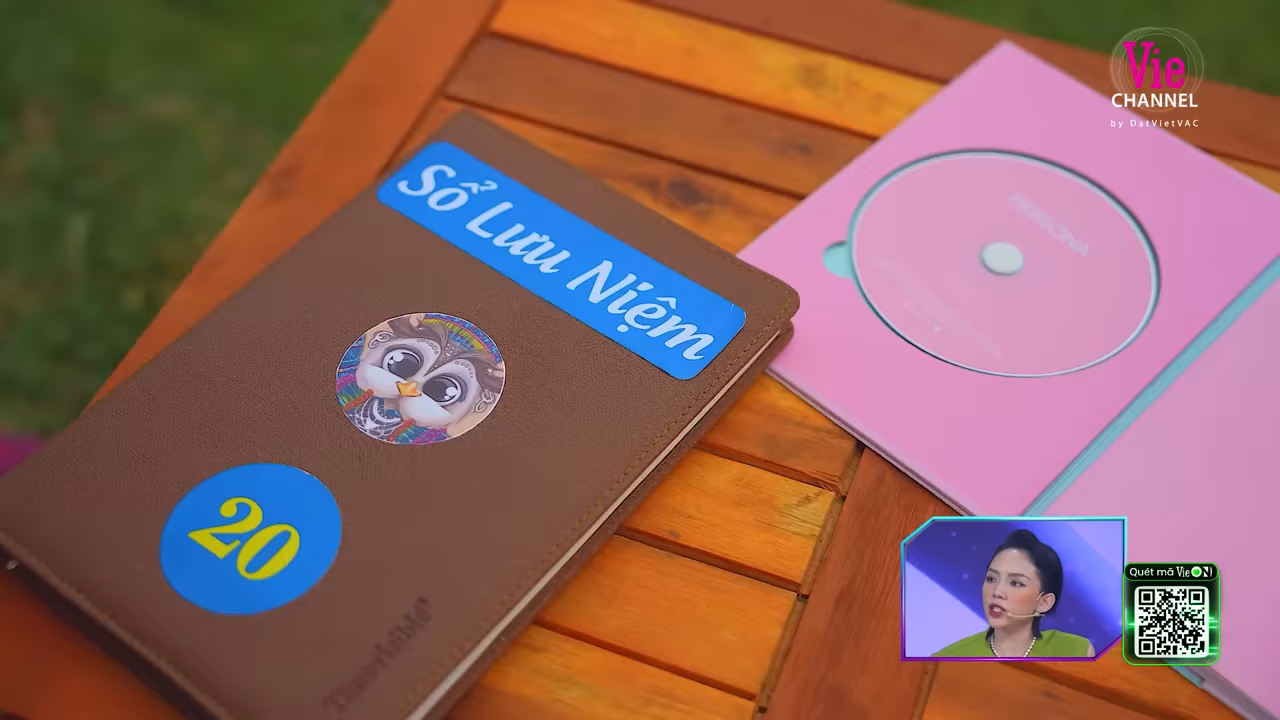 Vie
CHANNEL
by DatVietVAC
Sổ Lưu Niệm
20
Quét mã VieON